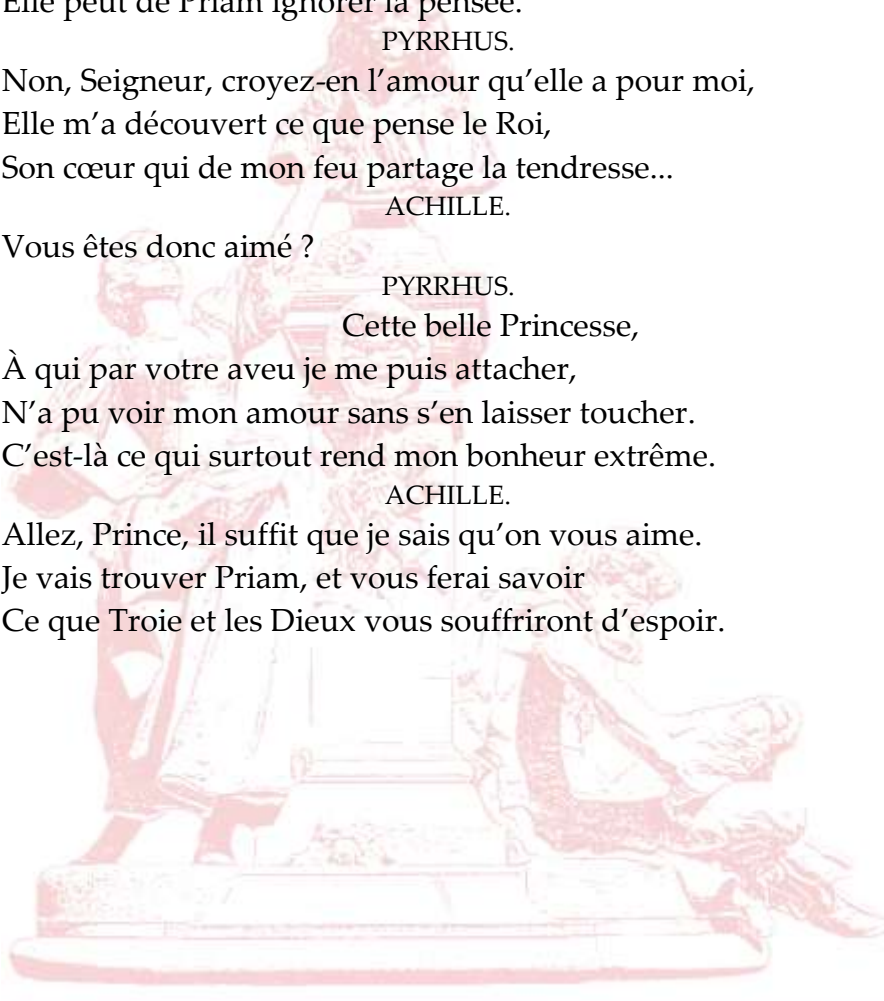 Elle peut de Priam ignorer la pensée.
PYRRHUS.
Non, Seigneur, croyez-en l’amour qu’elle a pour moi,
Elle m’a découvert ce que pense le Roi,
Son cœur qui de mon feu partage la tendresse...
ACHILLE.
Vous êtes donc aimé ?
PYRRHUS.
Cette belle Princesse,
À qui par votre aveu je me puis attacher,
N’a pu voir mon amour sans s’en laisser toucher.
C’est-là ce qui surtout rend mon bonheur extrême.
ACHILLE.
Allez, Prince, il suffit que je sais qu’on vous aime.
Je vais trouver Priam, et vous ferai savoir
Ce que Troie et les Dieux vous souffriront d’espoir.